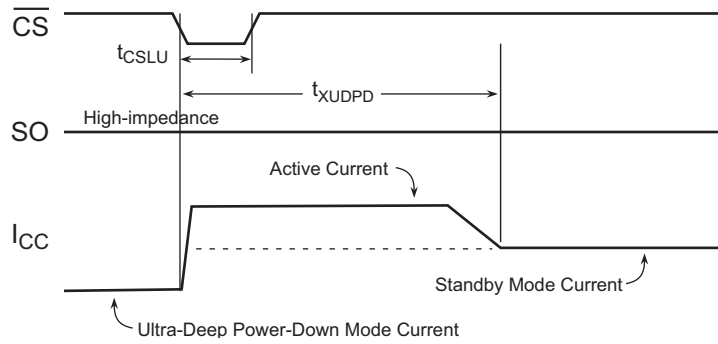 CS
tCSLU
tXUDPD
High-impedance
SO
Active Current
ICC
Standby Mode Current
Ultra-Deep Power-Down Mode Current